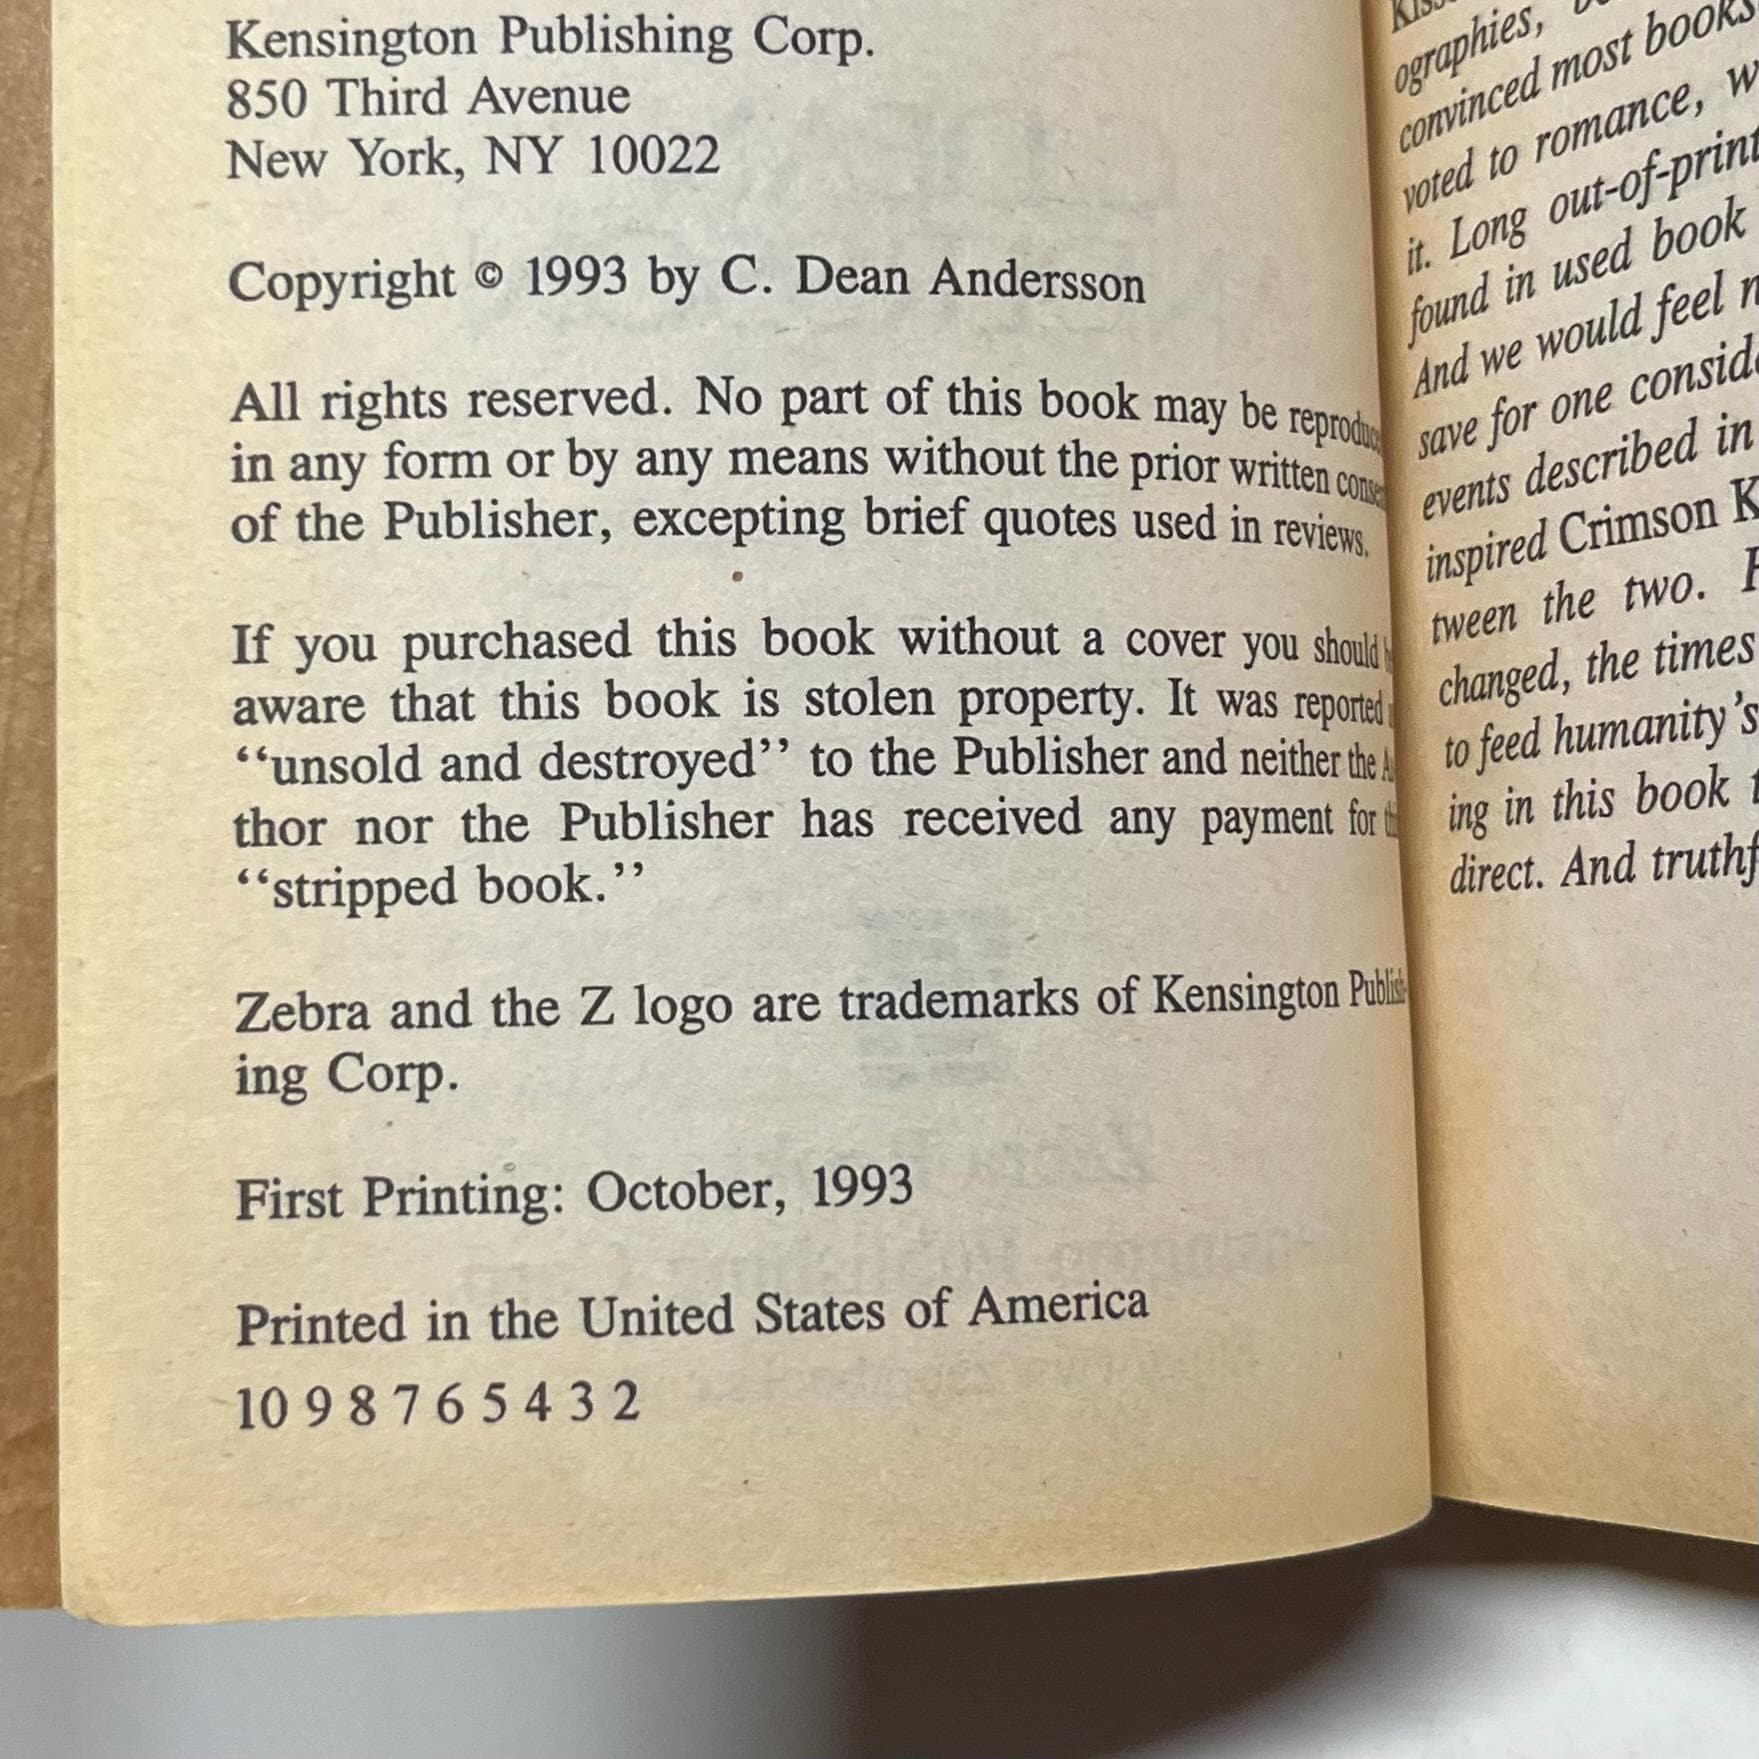 Kensington Publishing Corp.
850 Third Avenue
New York, NY 10022
Copyright © 1993 by C. Dean Andersson
All rights reserved. No part of this book may be
in any form or by any means without the prior written
of the Publisher, excepting brief quotes used in reviews.
If you purchased this book without a cover you should
aware that this book is stolen property. It was reported
‘‘unsold and destroyed’’ to the Publisher and neither the
thor nor the Publisher has received any payment for
‘‘stripped book.’’
Zebra and the Z logo are trademarks of Kensington Publish-
ing Corp.
First Printing: October, 1993
Printed in the United States of America
10 9 8 7 6 5 4 3 2
ographies,
convinced most books
voted to romance,
it. Long out-of-print
found in used book
And we would feel
save for one
events described in
inspired Crimson
tween the two.
changed, the times
to feed humanity's
ing in this book
direct. And